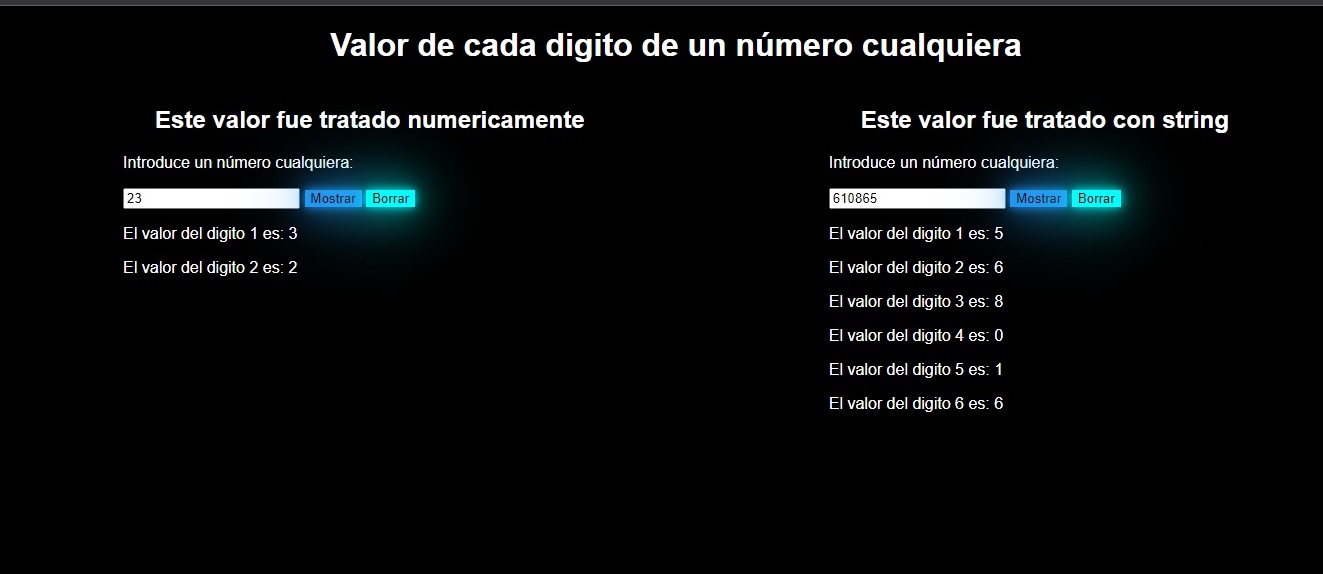 Valor de cada digito de un número cualquiera
Este valor fue tratado numericamente
Introduce un número cualquiera:
23 Mostrar Borrar
El valor del digito 1 es: 3
El valor del digito 2 es: 2
Este valor fue tratado con string
Introduce un número cualquiera:
610865 Mostrar Borrar
El valor del digito 1 es: 5
El valor del digito 2 es: 6
El valor del digito 3 es: 8
El valor del digito 4 es: 0
El valor del digito 5 es: 1
El valor del digito 6 es: 6